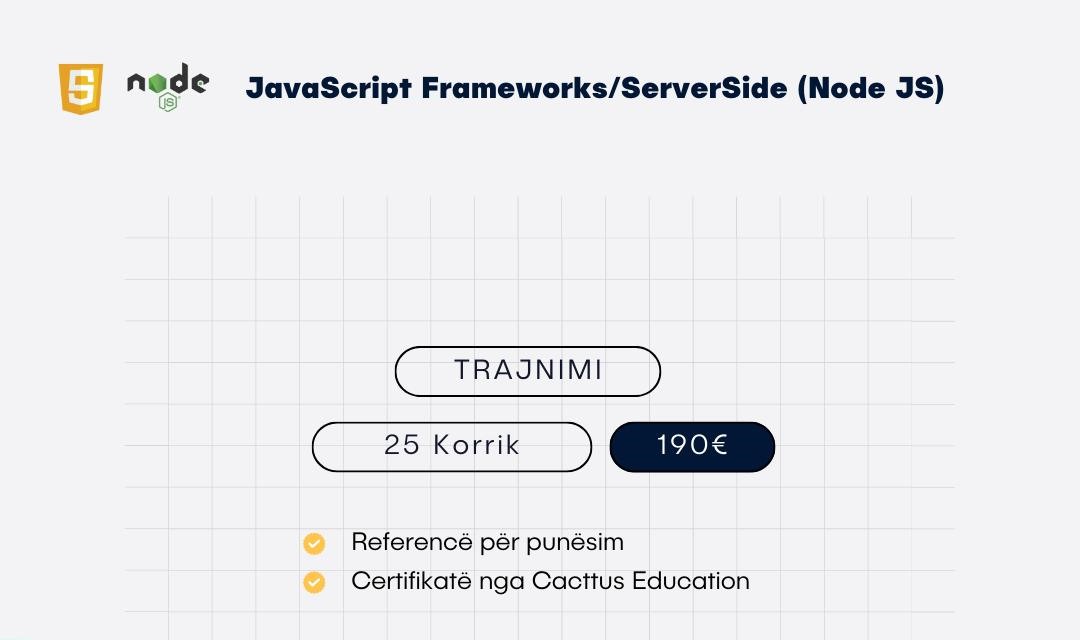 5 node JavaScript Frameworks/ServerSide (Node JS)
JS
TRAJNIMI
25 Korrik 190€
Referencë për punësim
Certifikatë nga Cacttus Education